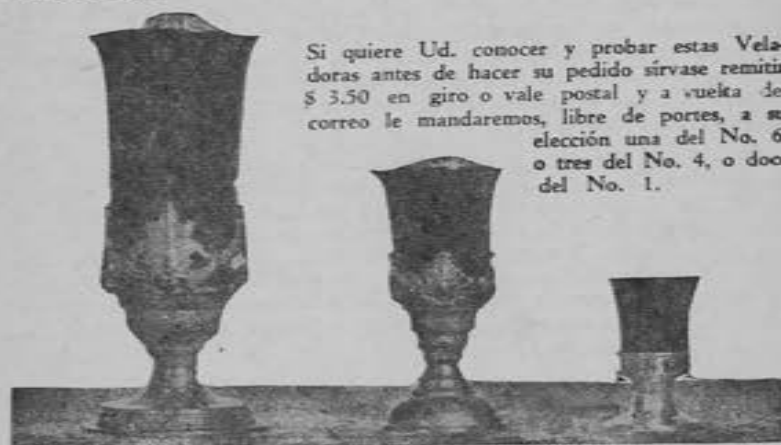 Si quiere Ud. conocer y probar estas Vela-
doras antes de hacer su pedido sírvase remitir
$ 3.50 en giro o vale postal y a vuelta de
correo le mandaremos, libre de portes, a su
elección una del No. 6
o tres del No. 4, o doce
del No. 1.